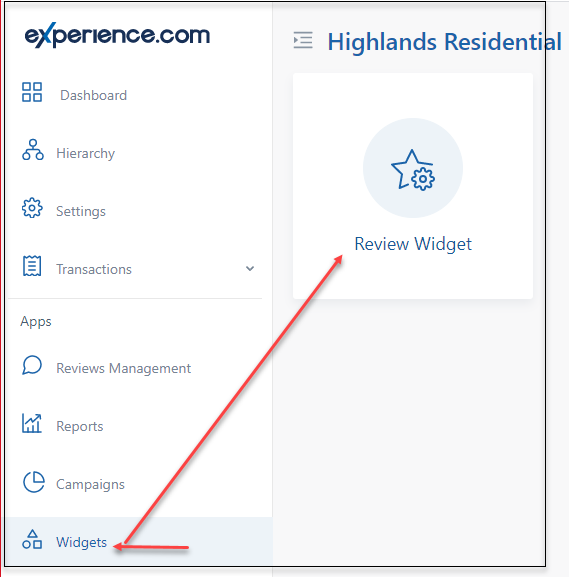 experience.com
Highlands Residential
Dashboard
Hierarchy
Settings
Transactions
Apps
Reviews Management
Reports
Campaigns
Widgets
Review Widget